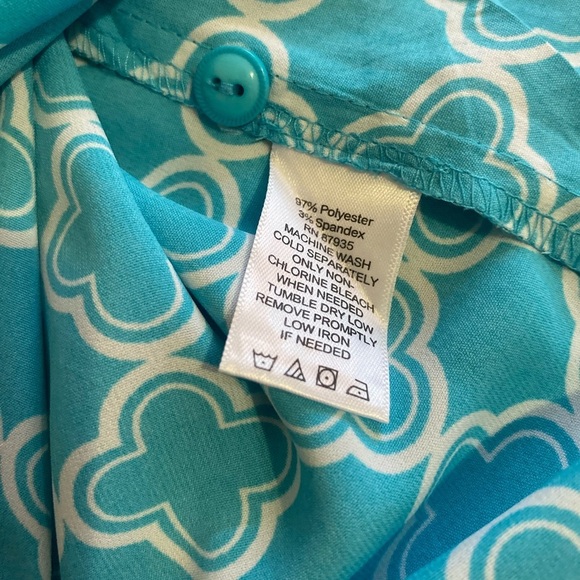 97% Polyester
3% Spandex
RN 87935
MACHINE WASH
COLD SEPARATELY
ONLY NON-
CHLORINE BLEACH
WHEN NEEDED
TUMBLE DRY LOW
REMOVE PROMPTLY
LOW IRON
IF NEEDED